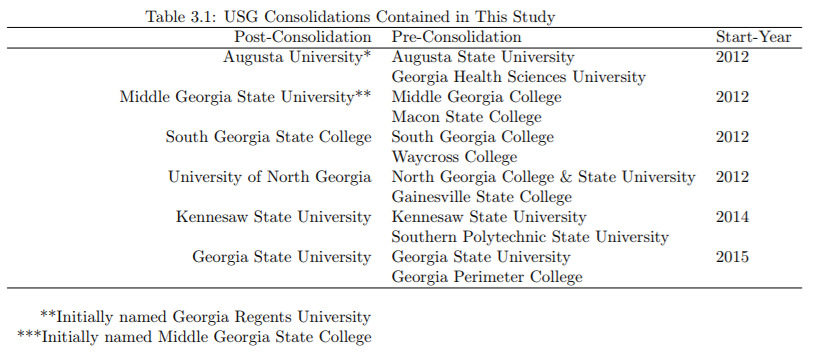 Table 3.1: USG Consolidations Contained in This Study
Post-Consolidation Pre-Consolidation Start-Year
Augusta University* Augusta State University 2012
Georgia Health Sciences University
Middle Georgia State University** Middle Georgia College 2012
Macon State College
South Georgia State College South Georgia College 2012
Waycross College
University of North Georgia North Georgia College & State University 2012
Gainesville State College
Kennesaw State University Kennesaw State University 2014
Southern Polytechnic State University
Georgia State University Georgia State University 2015
Georgia Perimeter College
**Initially named Georgia Regents University
***Initially named Middle Georgia State College